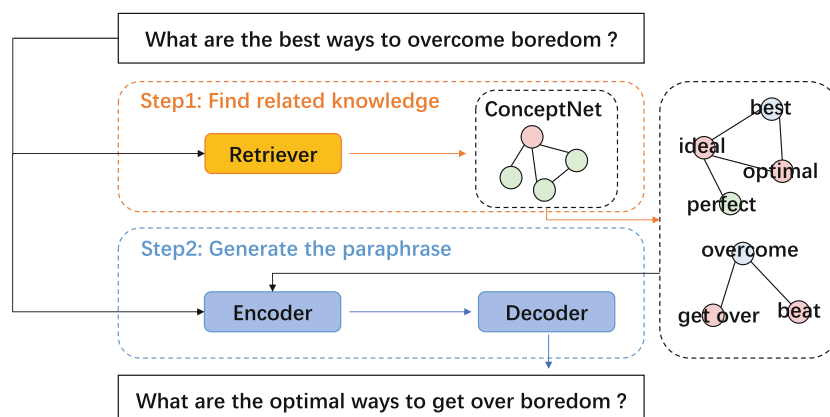 What are the best ways to overcome boredom ?
Step1: Find related knowledge
Retriever
ConceptNet
best
ideal
optimal
perfect
Step2: Generate the paraphrase
Encoder
Decoder
overcome
get over
beat
What are the optimal ways to get over boredom ?